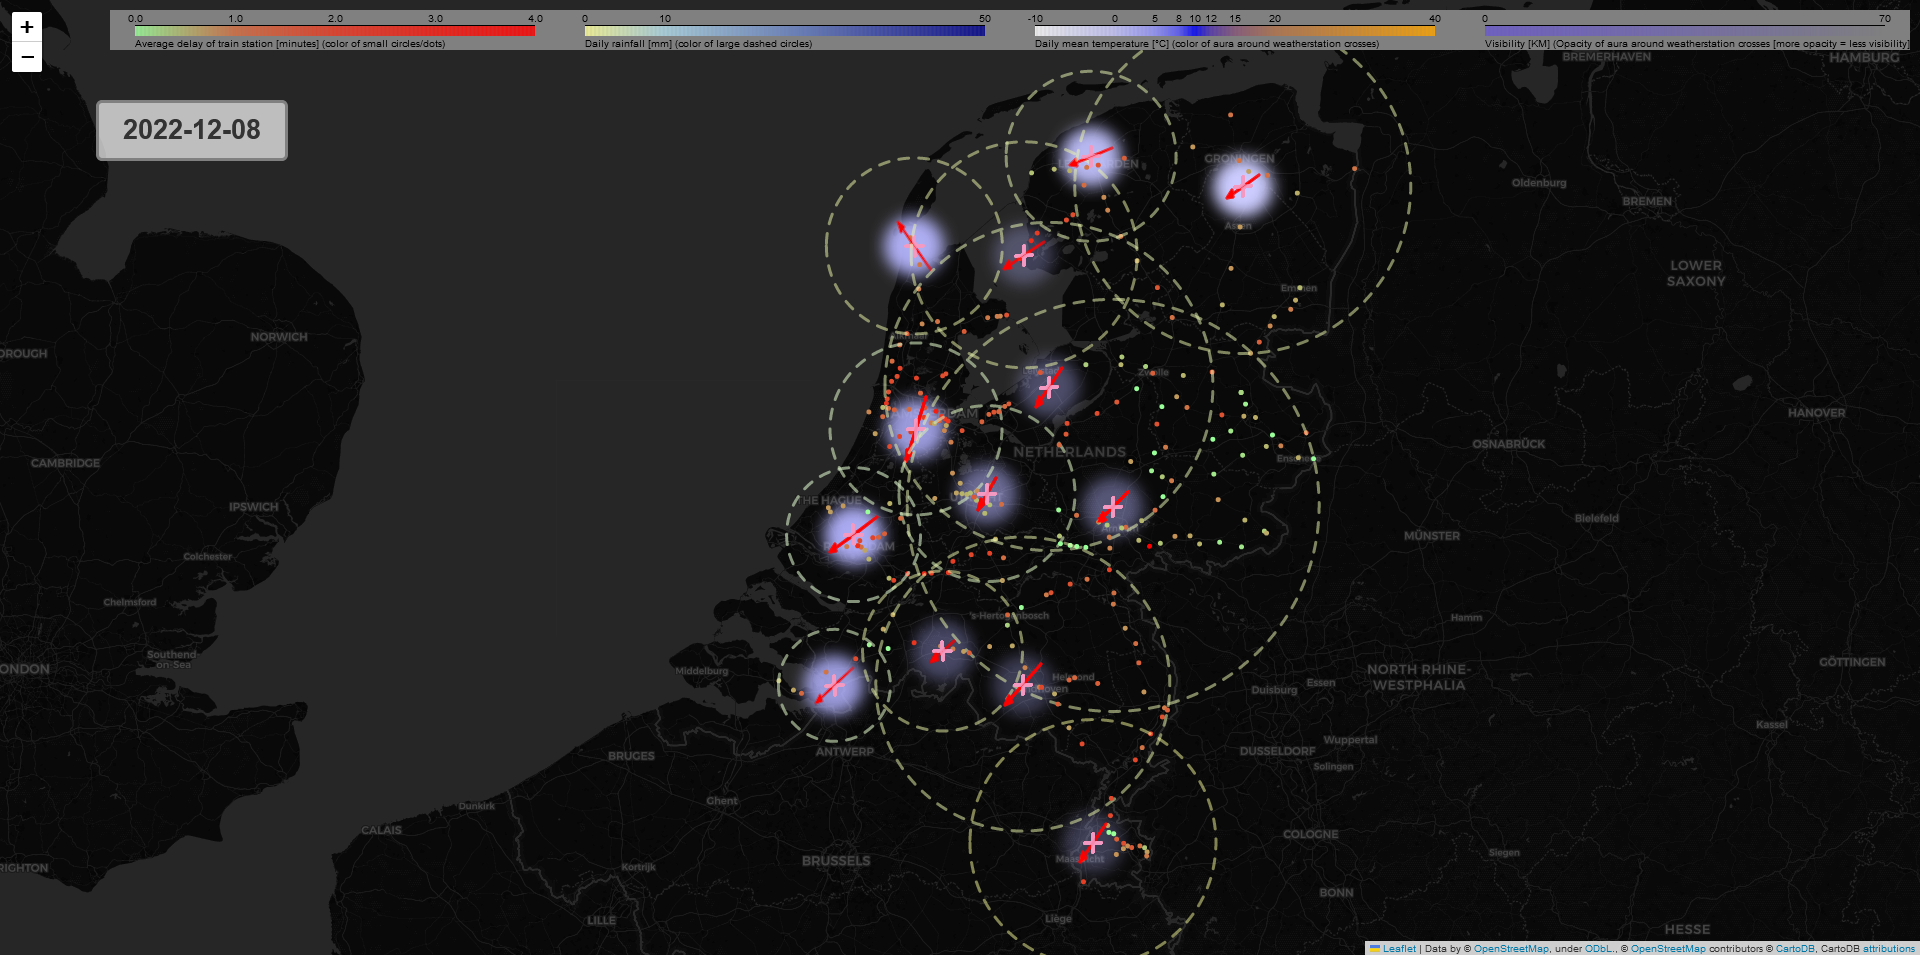 +
−
0.0 1.0 2.0 3.0 4.0
Average delay of train station [minutes] (color of small circles/dots)
0 10 50
Daily rainfall [mm] (color of large dashed circles)
-10 0 5 8 10 12 15 20 40
Daily mean temperature [°C] (color of aura around weatherstation crosses)
0 70
Visibility [KM] (Opacity of aura around weatherstation crosses [more opacity = less visibility]
2022-12-08
BREMERHAVEN
HAMBURG
GRONINGEN
Oldenburg
BREMEN
Assen
LOWER
SAXONY
Emmen
NORWICH
OROUGH
Zwolle
HANOVER
NETHERLANDS
OSNABRÜCK
CAMBRIDGE
Enschede
THE HAGUE
IPSWICH
Bielefeld
MÜNSTER
Colchester
Chelmsford
's-Hertogenbosch
Hamm
Southend
-on-Sea
ONDON
Middelburg
Helmond
NORTH RHINE-
WESTPHALIA
GÖTTINGEN
Essen
Duisburg
Kassel
ANTWERP
BRUGES
DUSSELDORF
Wuppertal
Solingen
Ghent
Dunkirk
CALAIS
COLOGNE
BRUSSELS
Maastricht
Siegen
RIGHTON
Kortrijk
BONN
LILLE
Liège
HESSE
Leaflet | Data by © OpenStreetMap, under ODbL., © OpenStreetMap contributors © CartoDB, CartoDB attributions